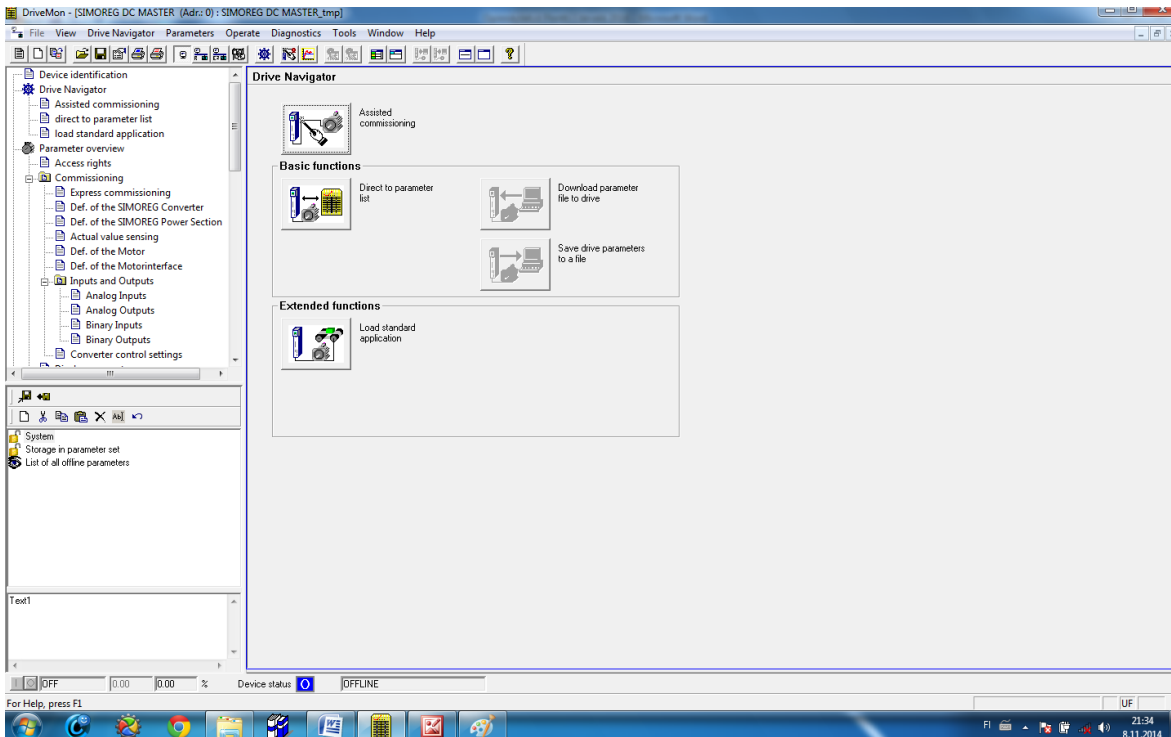 DriveMon - [SIMOREG DC MASTER (Adr.: 0) : SIMOREG DC MASTER_tmp]
File View Drive Navigator Parameters Operate Diagnostics Tools Window Help
Device identification
Drive Navigator
Assisted commissioning
direct to parameter list
load standard application
Parameter overview
Access rights
Commissioning
Express commissioning
Def. of the SIMOREG Converter
Def. of the SIMOREG Power Section
Actual value sensing
Def. of the Motor
Def. of the Motorinterface
Inputs and Outputs
Analog Inputs
Analog Outputs
Binary Inputs
Binary Outputs
Converter control settings
System
Storage in parameter set
List of all offline parameters
Text1
Drive Navigator
Assisted
commissioning
Basic functions
Direct to parameter
list
Download parameter
file to drive
Save drive parameters
to a file
Extended functions
Load standard
application
OFF 0.00 0.00 % Device status OFFLINE
For Help, press F1 UF
FI 21:34
8.11.2014